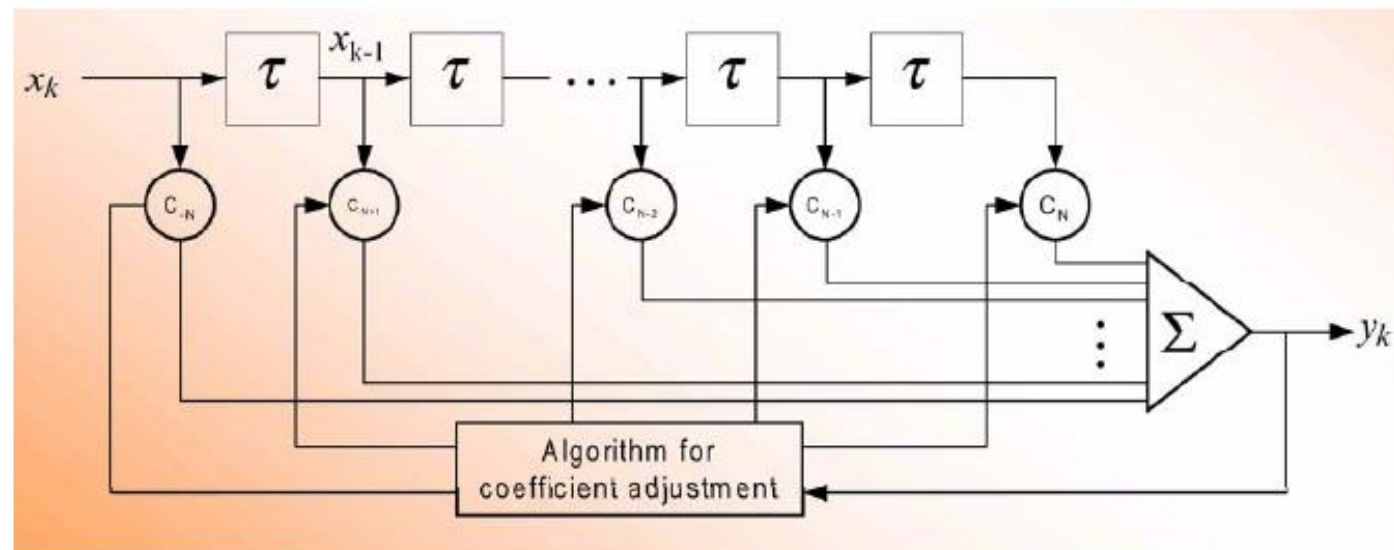 x_k τ x_{k-1} τ ... τ τ
C_{-N} C_{N+1} C_{N-2} C_{N-1} C_N
Σ y_k
Algorithm for
coefficient adjustment